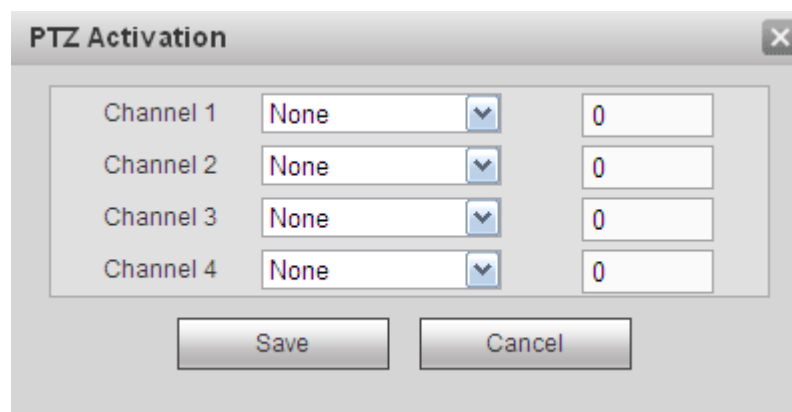 PTZ Activation
Channel 1 None 0
Channel 2 None 0
Channel 3 None 0
Channel 4 None 0
Save Cancel